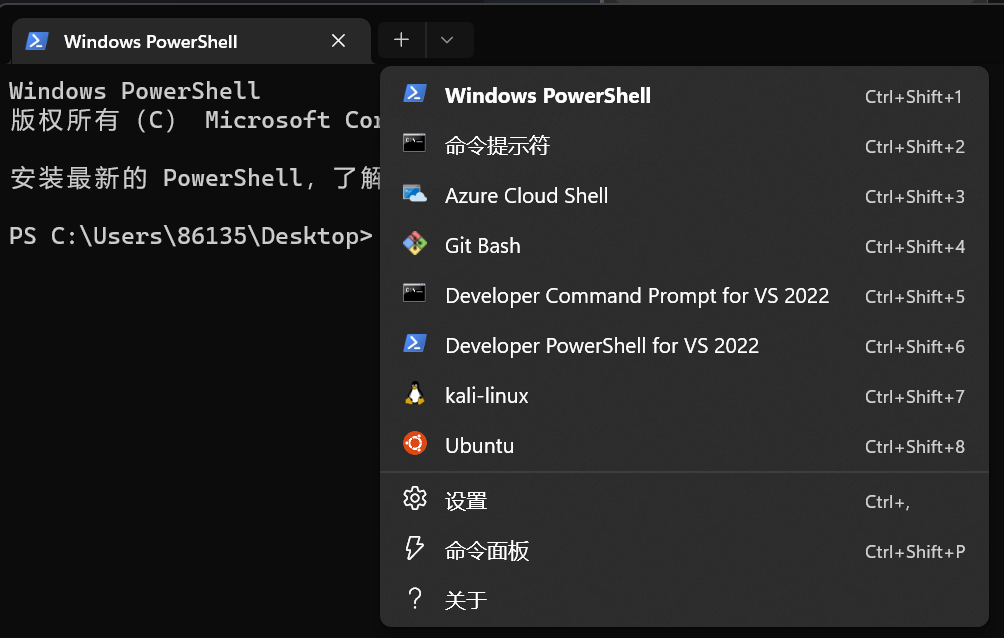 Windows PowerShell
Windows PowerShell
版权所有 (C) Microsoft Cor
安装最新的 PowerShell，了解
PS C:\Users\86135\Desktop>
Windows PowerShell Ctrl+Shift+1
命令提示符 Ctrl+Shift+2
Azure Cloud Shell Ctrl+Shift+3
Git Bash Ctrl+Shift+4
Developer Command Prompt for VS 2022 Ctrl+Shift+5
Developer PowerShell for VS 2022 Ctrl+Shift+6
kali-linux Ctrl+Shift+7
Ubuntu Ctrl+Shift+8
设置 Ctrl+,
命令面板 Ctrl+Shift+P
关于